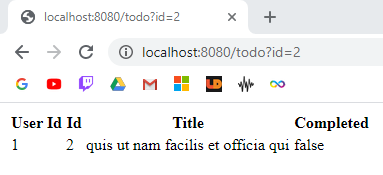 localhost:8080/todo?id=2
localhost:8080/todo?id=2
User Id Id Title Completed
1 2 quis ut nam facilis et officia qui false